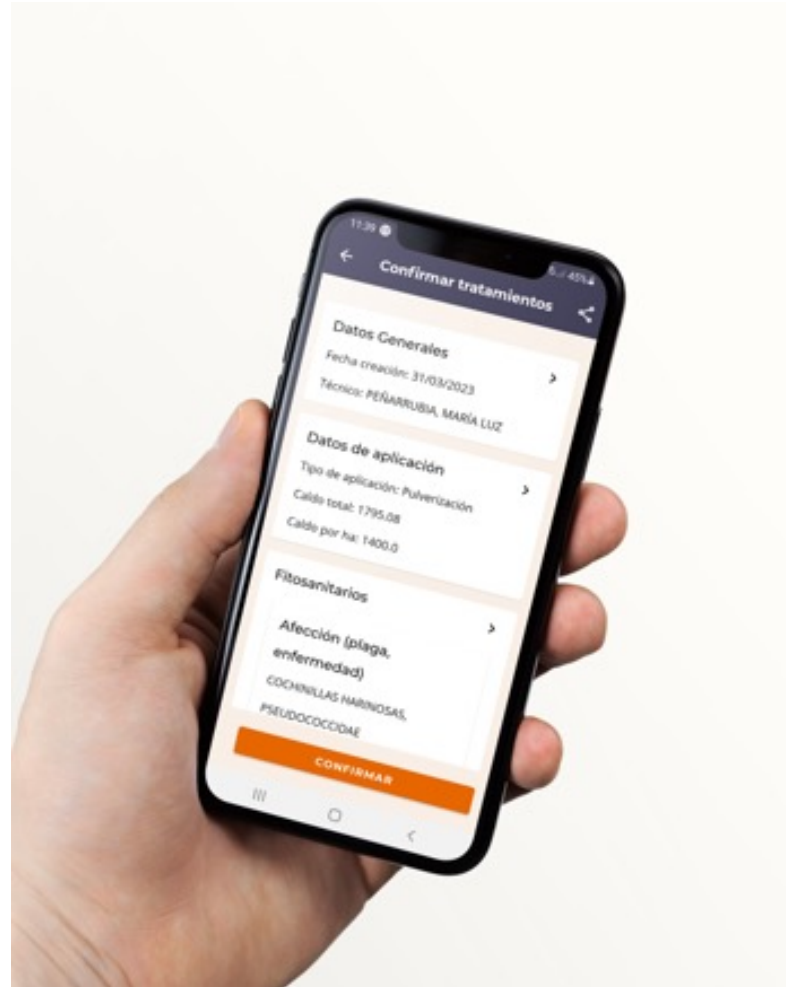 11:39
45%
Confirmar tratamientos
Datos Generales
Fecha creación: 31/03/2023
Técnico: PEÑARRUBIA, MARÍA LUZ
Datos de aplicación
Tipo de aplicación: Pulverización
Caldo total: 1795.08
Caldo por ha: 1400.0
Fitosanitarios
Afección (plaga,
enfermedad)
COCHINILLAS HARINOSAS,
PSEUDOCOCCIDAE
CONFIRMAR